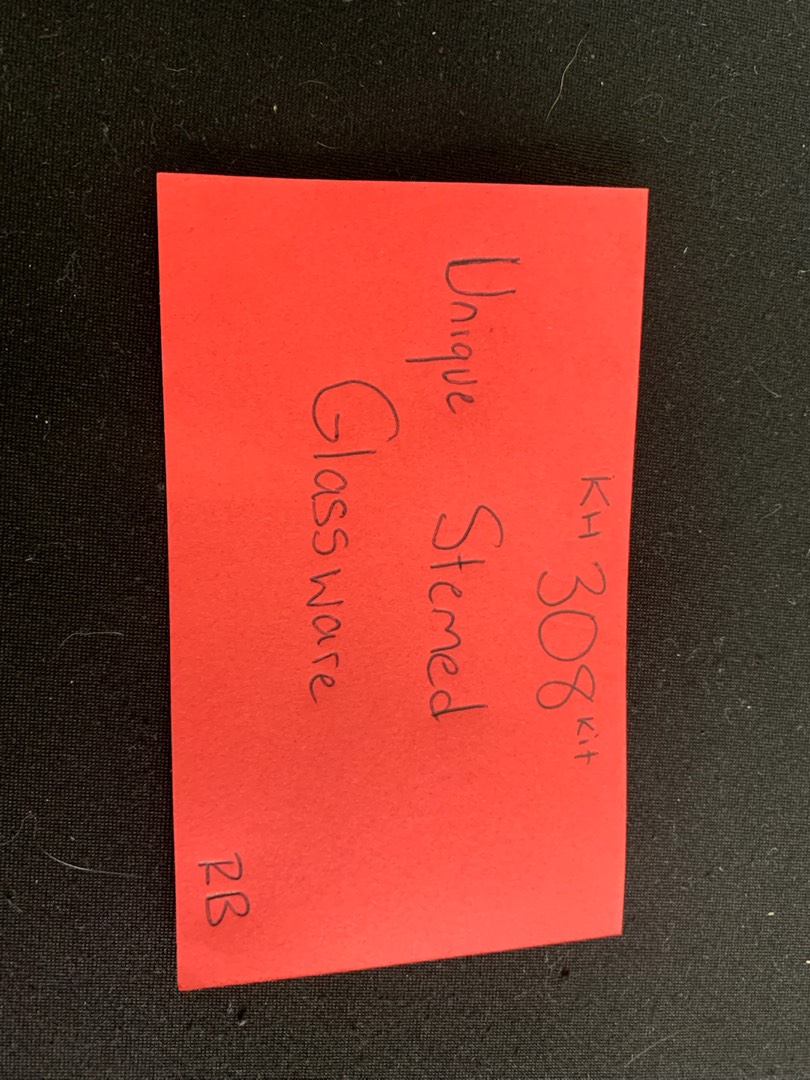 KH 308 Kit
Unique Stemed
Glassware
RB